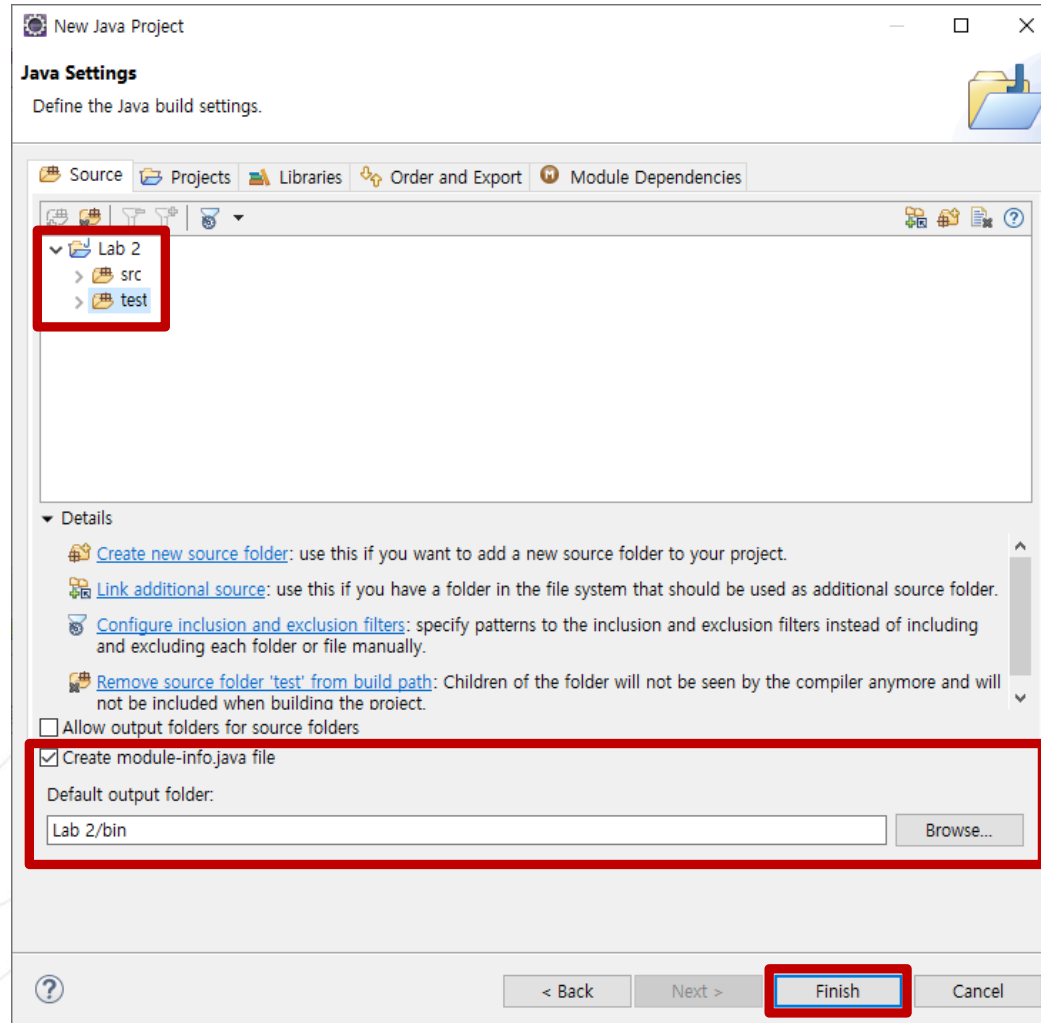 New Java Project
Java Settings
Define the Java build settings.
Source Projects Libraries Order and Export Module Dependencies
Lab 2
src
test
Details
Create new source folder: use this if you want to add a new source folder to your project.
Link additional source: use this if you have a folder in the file system that should be used as additional source folder.
Configure inclusion and exclusion filters: specify patterns to the inclusion and exclusion filters instead of including
and excluding each folder or file manually.
Remove source folder 'test' from build path: Children of the folder will not be seen by the compiler anymore and will
not be included when building the project.
Allow output folders for source folders
Create module-info.java file
Default output folder:
Lab 2/bin Browse...
< Back Next > Finish Cancel